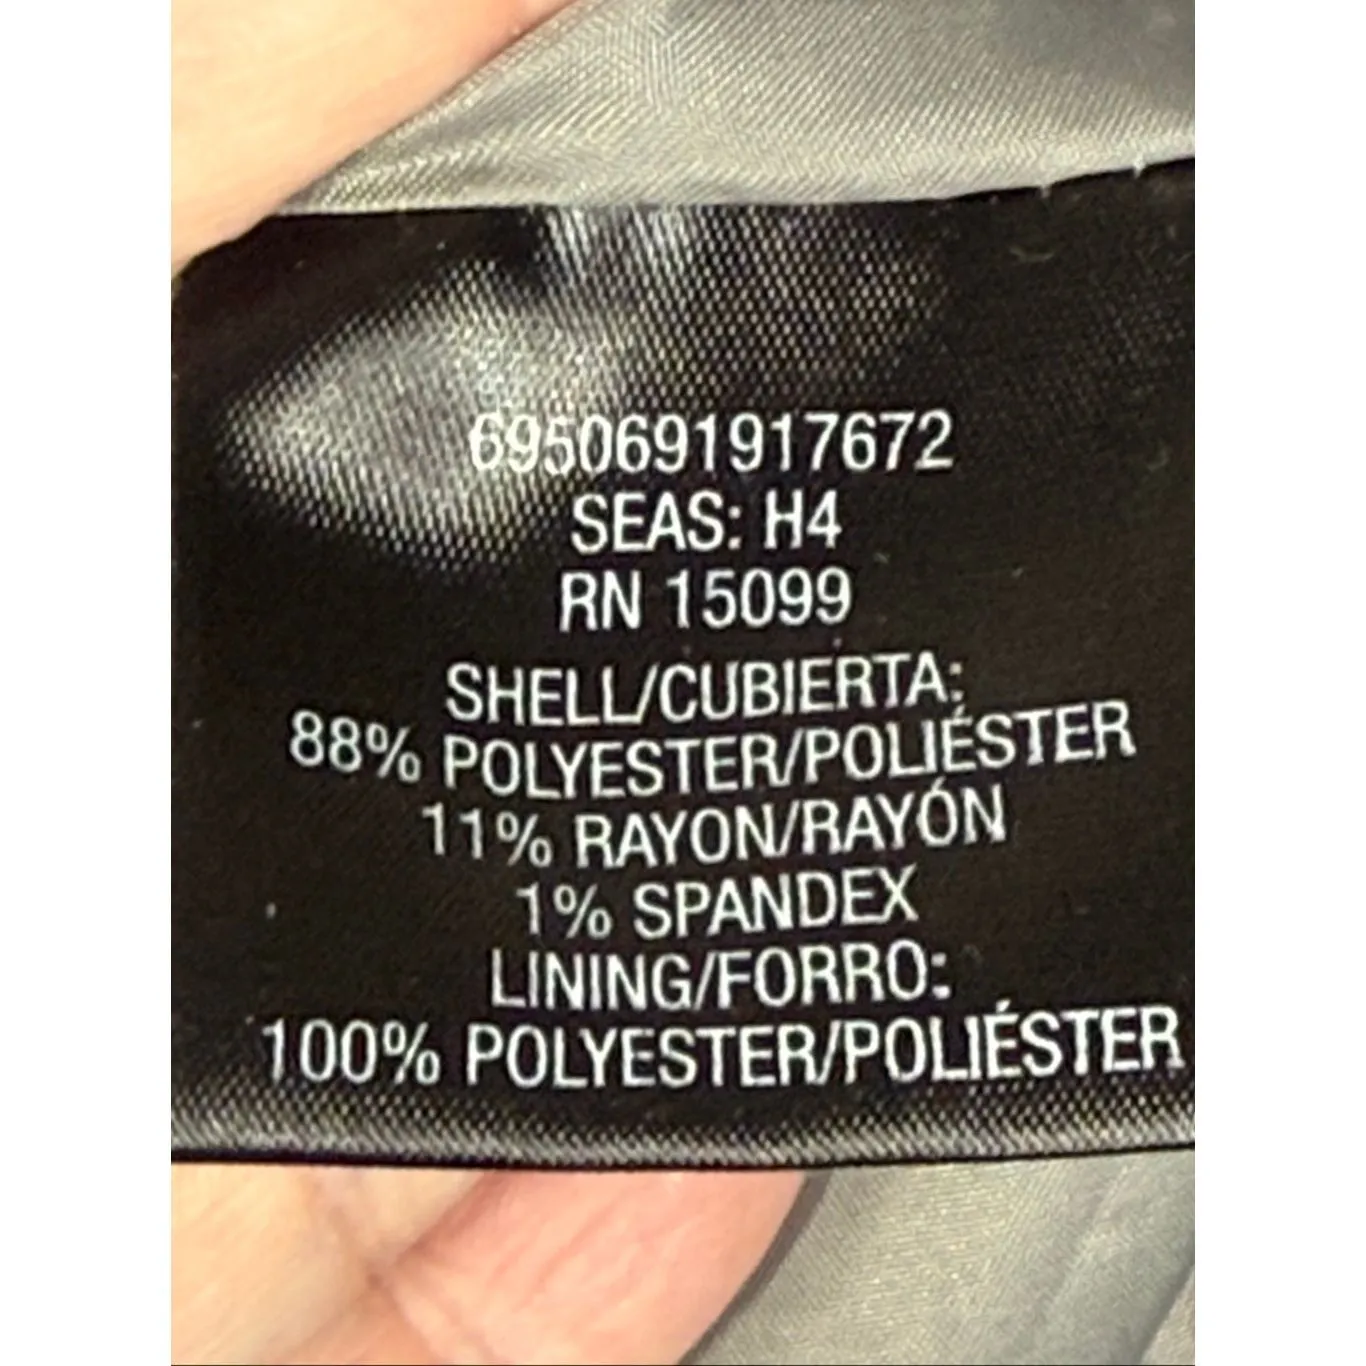 6950691917672
SEAS: H4
RN 15099
SHELL/CUBIERTA:
88% POLYESTER/POLIÉSTER
11% RAYON/RAYÓN
1% SPANDEX
LINING/FORRO:
100% POLYESTER/POLIÉSTER